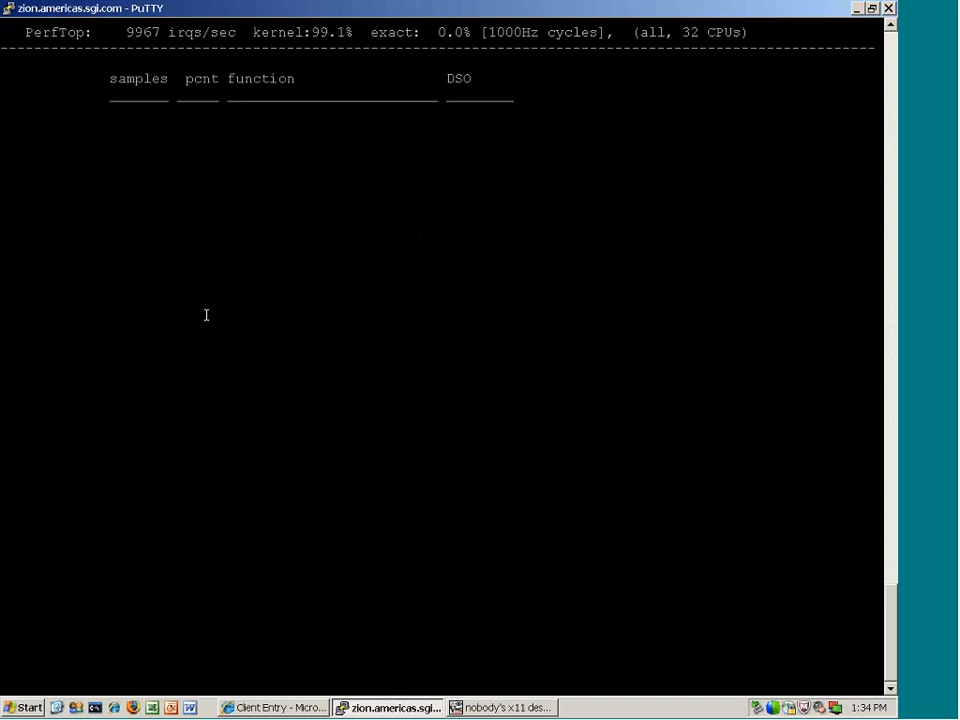 zion.americas.sgi.com - PuTTY
PerfTop: 9967 irqs/sec kernel:99.1% exact: 0.0% [1000Hz cycles], (all, 32 CPUs)
-----------------------------------------------------------------------------------------------
samples pcnt function DSO
_______ _____ _________________________ ________
Start Client Entry - Micro... zion.americas.sgi... nobody's x11 des... 1:34 PM